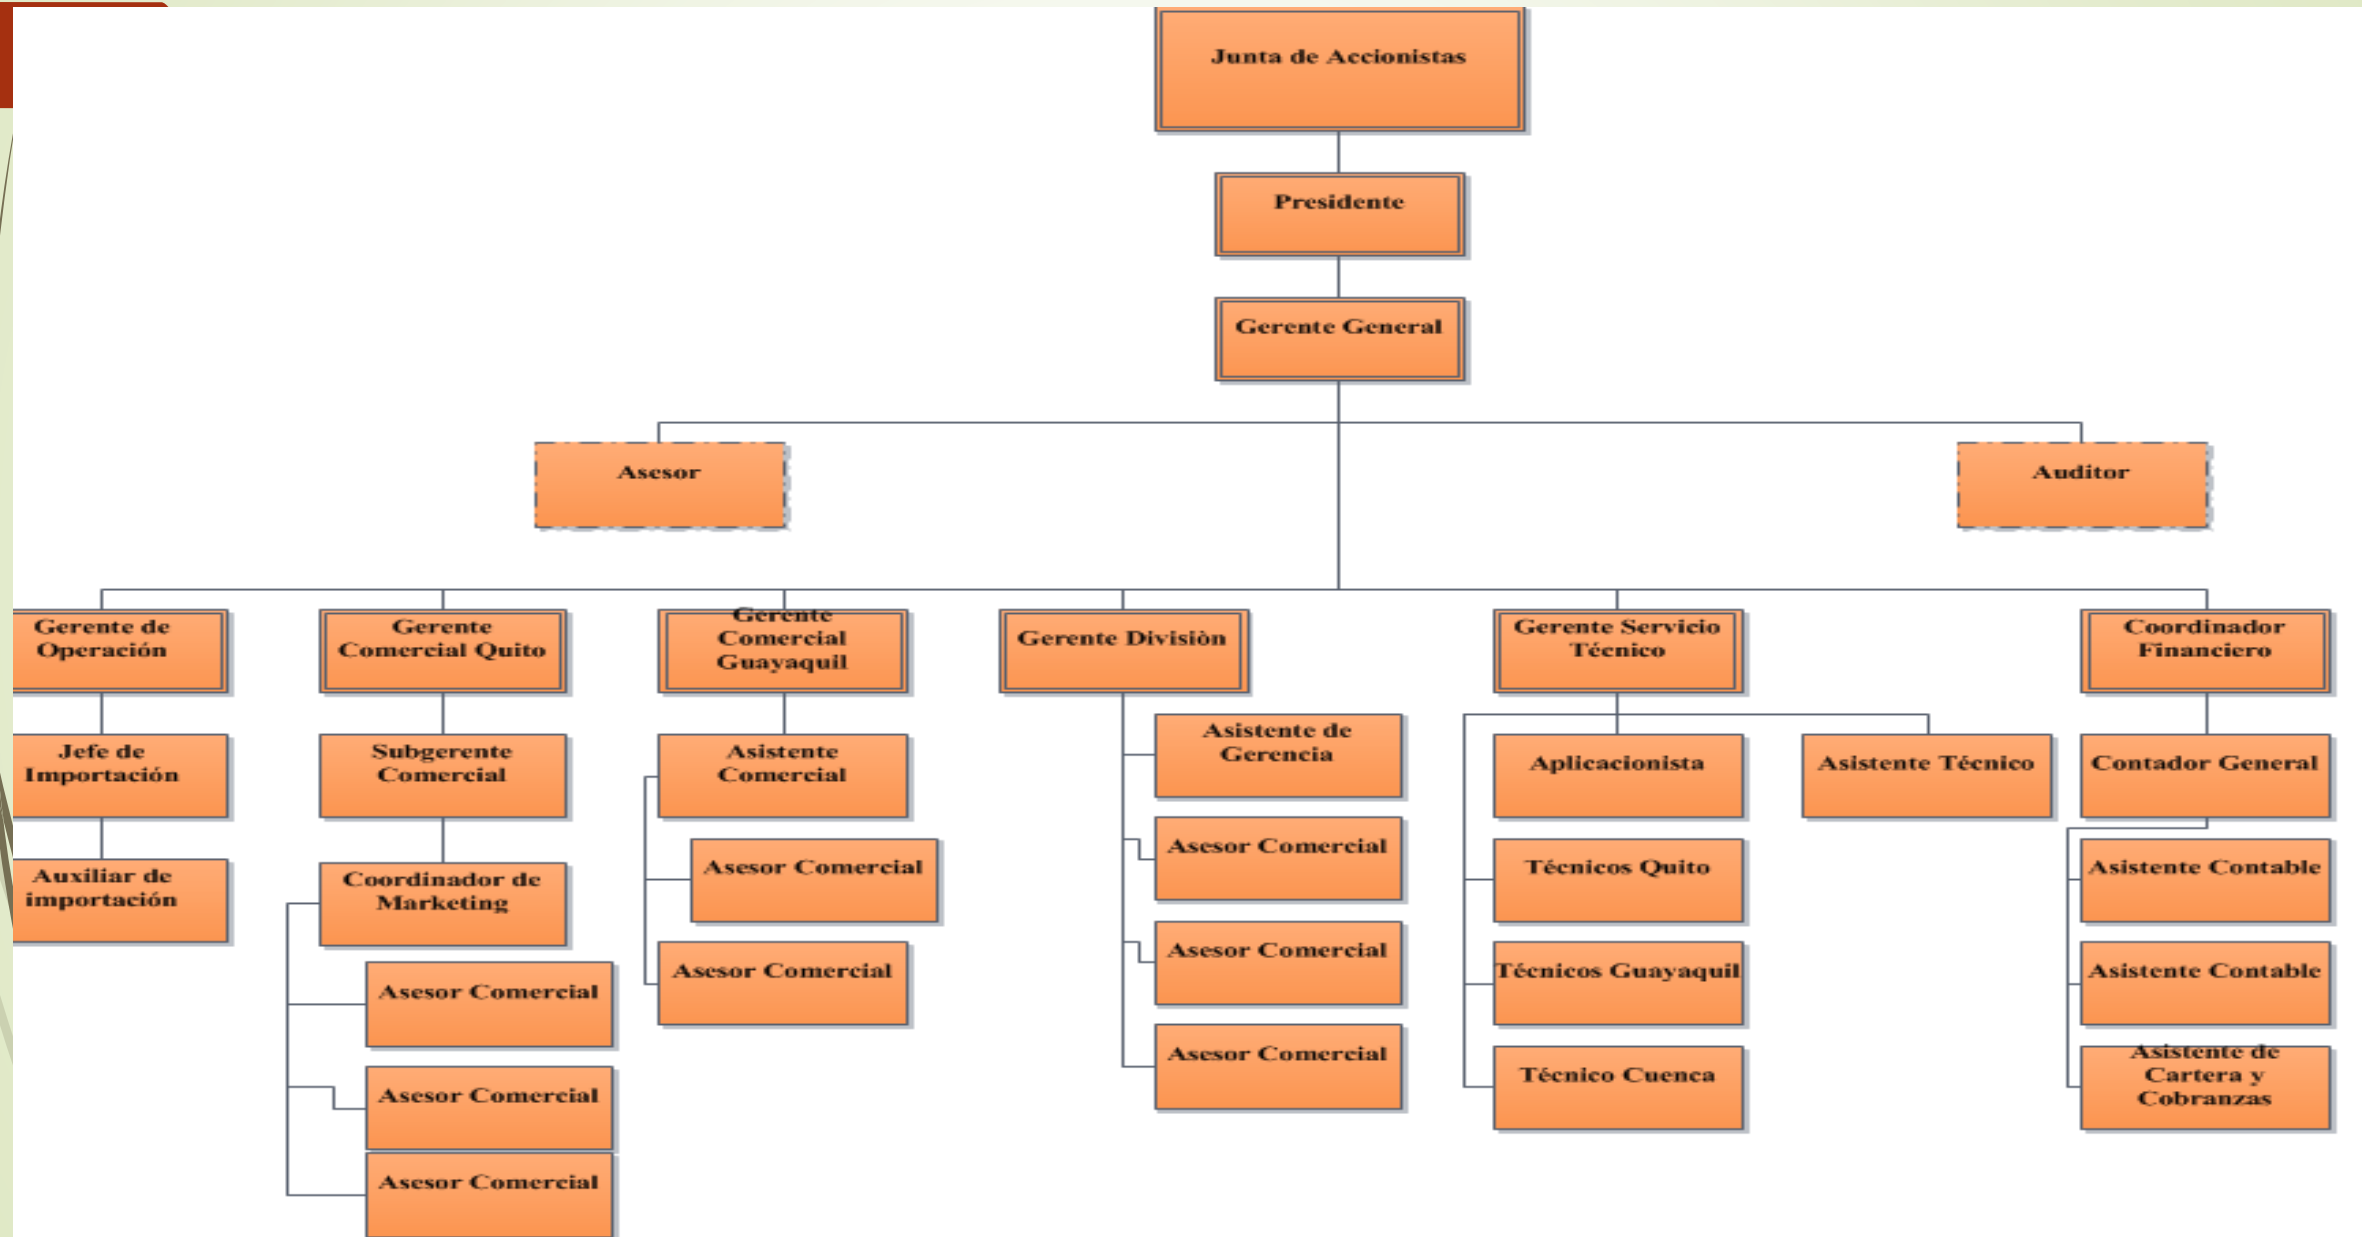 Junta de Accionistas
Presidente
Gerente General
Asesor
Auditor
Gerente de
Operación
Gerente
Comercial Quito
Gerente
Comercial
Guayaquil
Gerente Divisiòn
Gerente Servicio
Técnico
Coordinador
Financiero
Jefe de
Importación
Subgerente
Comercial
Asistente
Comercial
Asistente de
Gerencia
Aplicacionista
Asistente Técnico
Contador General
Auxiliar de
importación
Coordinador de
Marketing
Asesor Comercial
Asesor Comercial
Técnicos Quito
Asistente Contable
Asesor Comercial
Asesor Comercial
Asesor Comercial
Técnicos Guayaquil
Asistente Contable
Asesor Comercial
Asesor Comercial
Técnico Cuenca
Asistente de
Cartera y
Cobranzas
Asesor Comercial